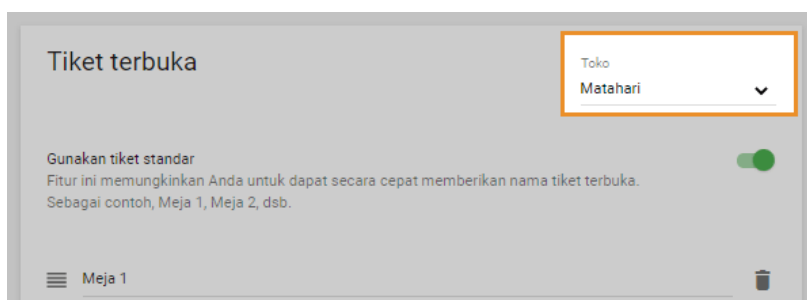 Tiket terbuka
Toko
Matahari
Gunakan tiket standar
Fitur ini memungkinkan Anda untuk dapat secara cepat memberikan nama tiket terbuka.
Sebagai contoh, Meja 1, Meja 2, dsb.
Meja 1